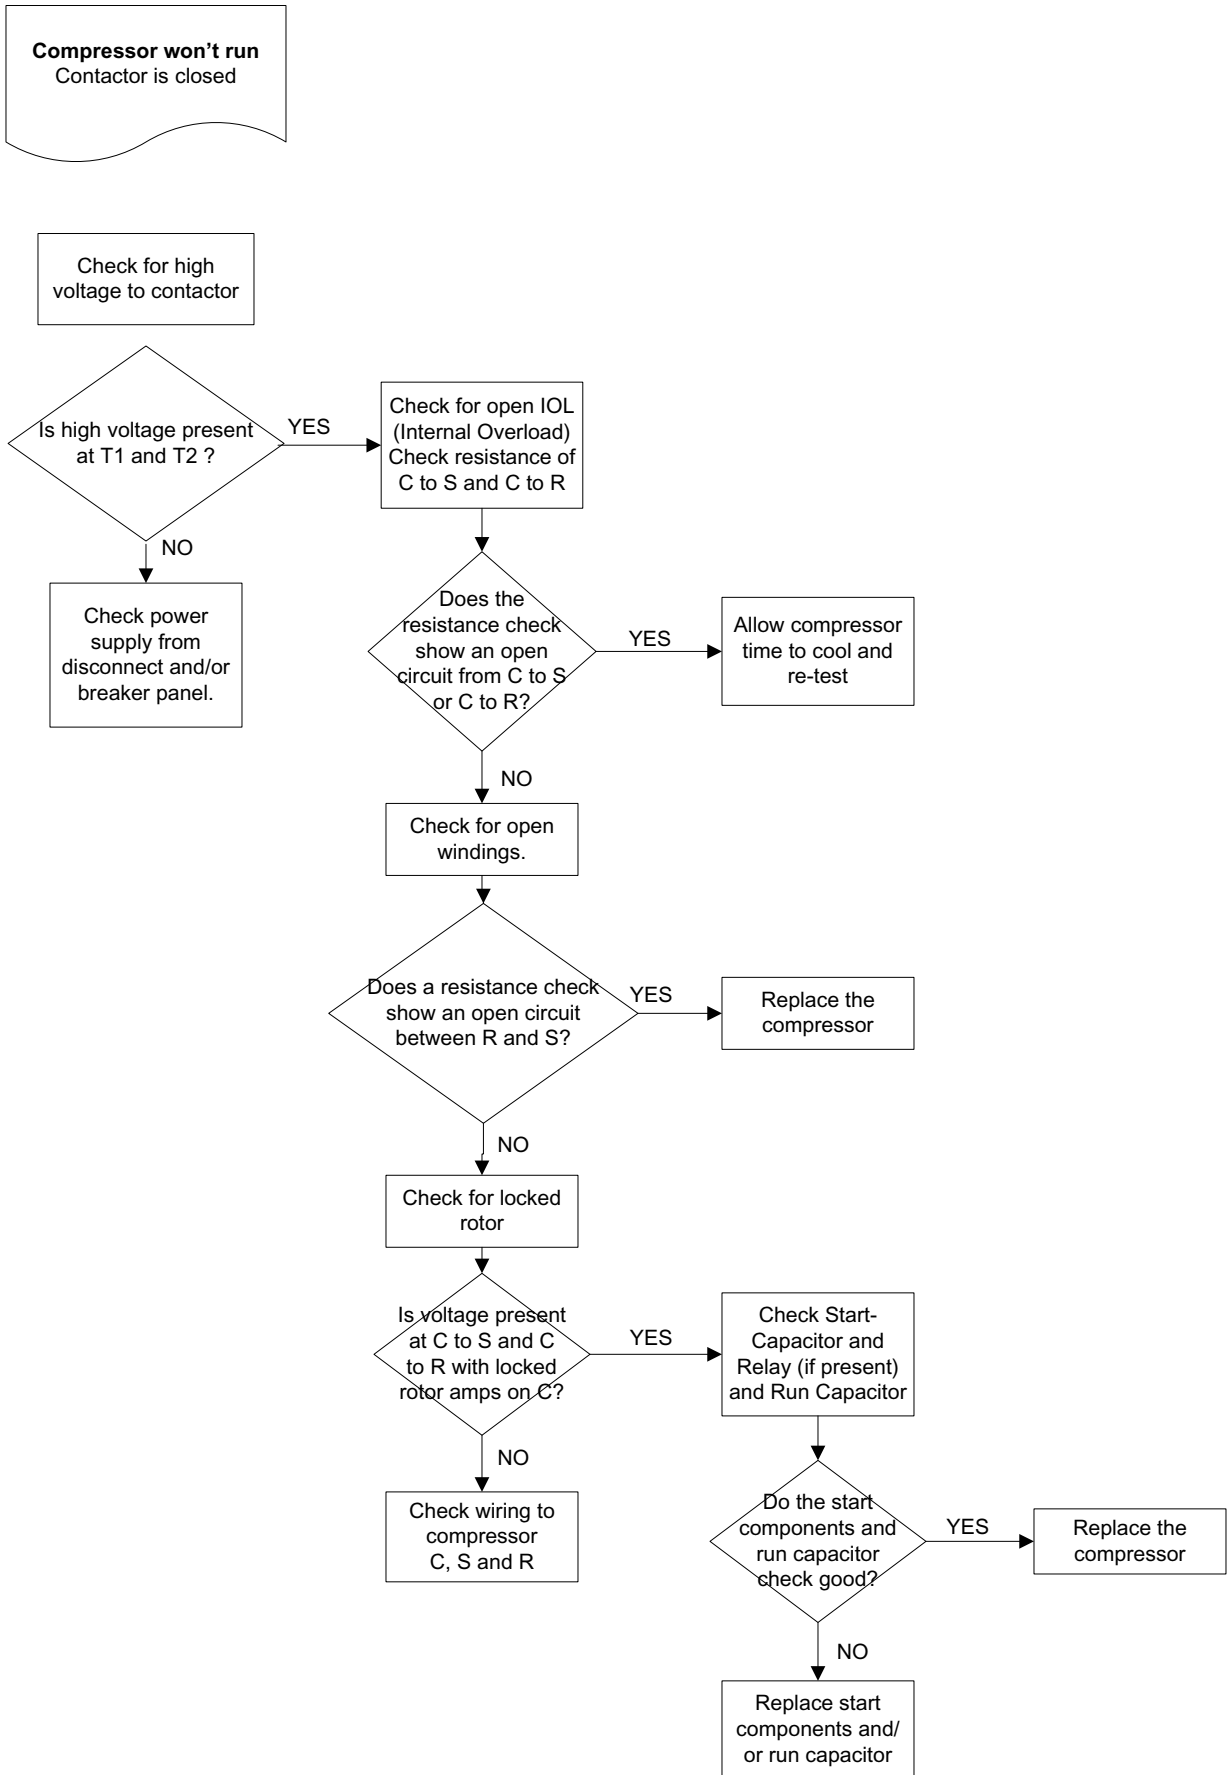 Compressor won't run
Contactor is closed
Check for high
voltage to contactor
Is high voltage present
at T1 and T2 ?
YES
Check for open IOL
(Internal Overload)
Check resistance of
C to S and C to R
NO
Check power
supply from
disconnect and/or
breaker panel.
Does the
resistance check
show an open
circuit from C to S
or C to R?
YES
Allow compressor
time to cool and
re-test
NO
Check for open
windings.
Does a resistance check
show an open circuit
between R and S?
YES
Replace the
compressor
NO
Check for locked
rotor
Is voltage present
at C to S and C
to R with locked
rotor amps on C?
YES
Check Start-
Capacitor and
Relay (if present)
and Run Capacitor
NO
Check wiring to
compressor
C, S and R
Do the start
components and
run capacitor
check good?
YES
Replace the
compressor
NO
Replace start
components and/
or run capacitor